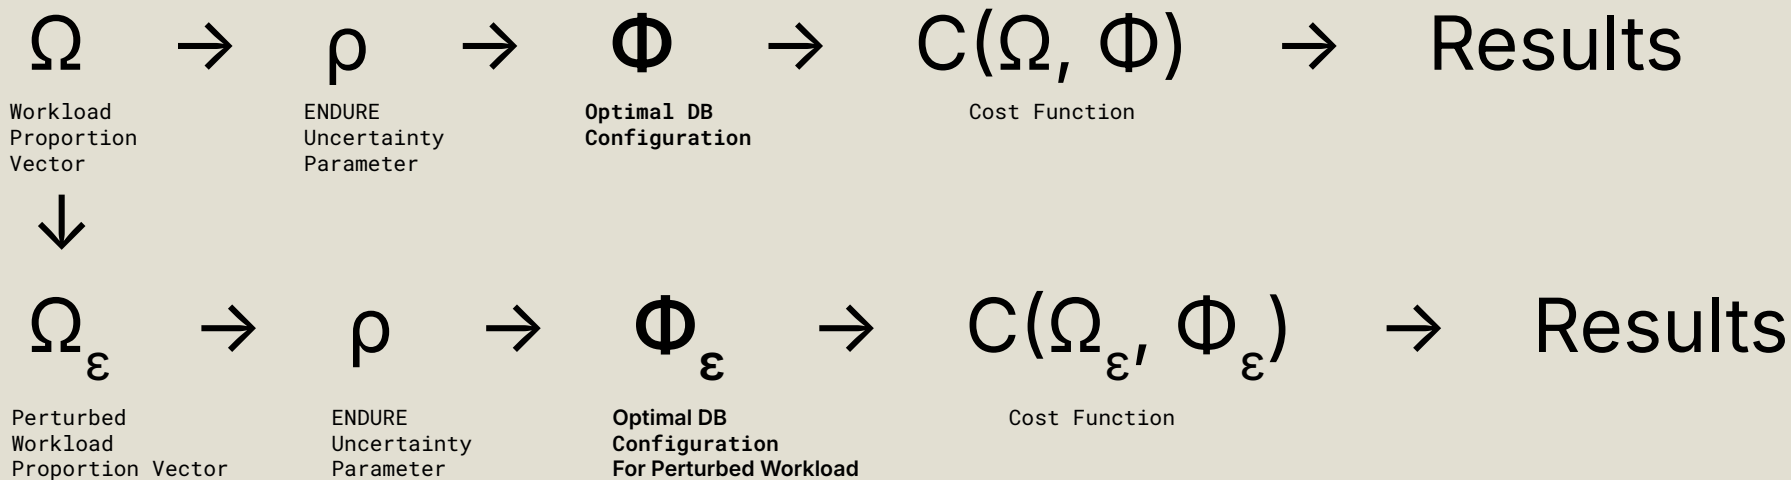 Ω → ρ → Φ → C(Ω, Φ) → Results
Workload
Proportion
Vector
ENDURE
Uncertainty
Parameter
Optimal DB
Configuration
Cost Function
↓
Ωε → ρ → Φε → C(Ωε, Φε) → Results
Perturbed
Workload
Proportion Vector
ENDURE
Uncertainty
Parameter
Optimal DB
Configuration
For Perturbed Workload
Cost Function